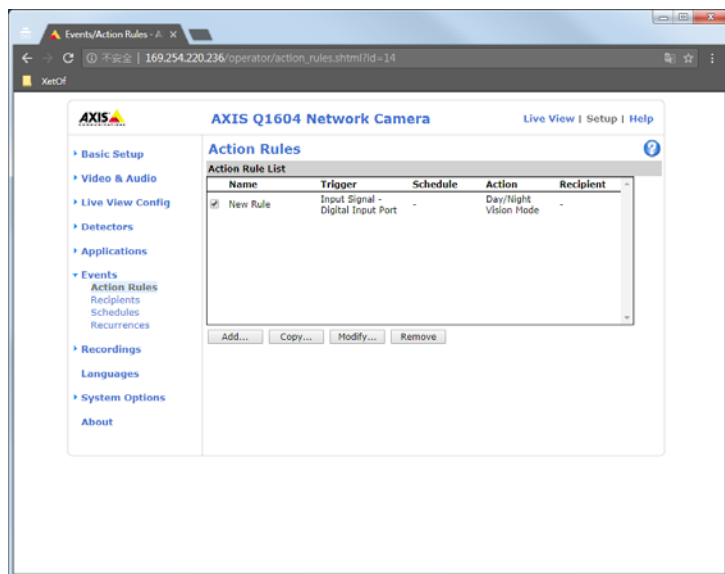 Events/Action Rules - A
不安全 | 169.254.220.236/operator/action_rules.shtml?id=14
XetOf
AXIS
COMMUNICATIONS
AXIS Q1604 Network Camera
Live View | Setup | Help
Basic Setup
Video & Audio
Live View Config
Detectors
Applications
Events
Action Rules
Recipients
Schedules
Recurrences
Recordings
Languages
System Options
About
Action Rules
Action Rule List
Name Trigger Schedule Action Recipient
New Rule Input Signal - Digital Input Port - Day/Night Vision Mode -
Add... Copy... Modify... Remove